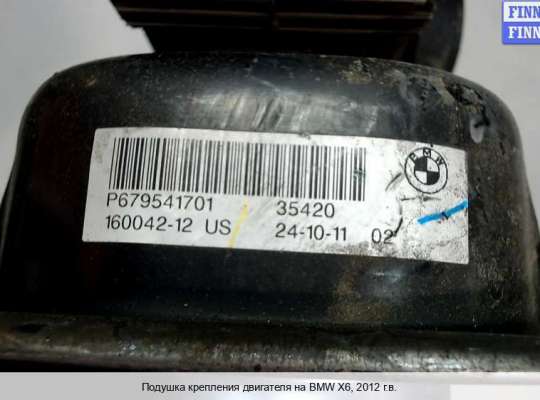 FINN
FINN
BMW
P679541701 35420
160042-12 US 24-10-11 02
Подушка крепления двигателя на BMW X6, 2012 г.в.